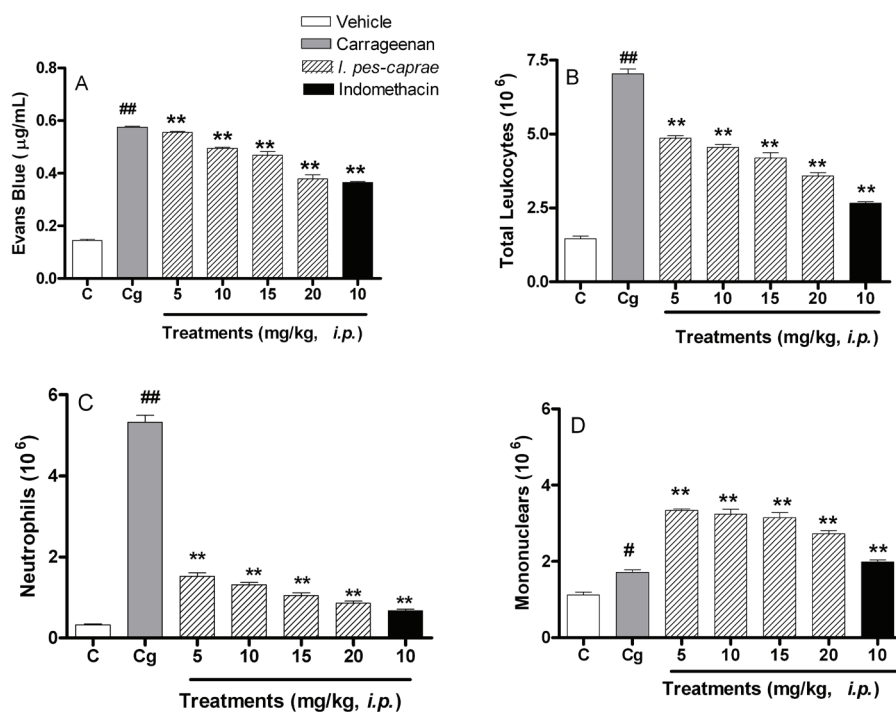 Vehicle
Carrageenan
I. pes-caprae
Indomethacin
A
Evans Blue (μg/mL)
0.8
0.6
0.4
0.2
0.0
##
**
**
**
**
**
C Cg 5 10 15 20 10
Treatments (mg/kg, i.p.)
B
Total Leukocytes (10 6)
7.5
5.0
2.5
0.0
##
**
**
**
**
**
C Cg 5 10 15 20 10
Treatments (mg/kg, i.p.)
C
Neutrophils (10 6)
6
4
2
0
##
**
**
**
**
**
C Cg 5 10 15 20 10
Treatments (mg/kg, i.p.)
D
Mononuclears (10 6)
6
4
2
0
#
**
**
**
**
**
C Cg 5 10 15 20 10
Treatments (mg/kg, i.p.)